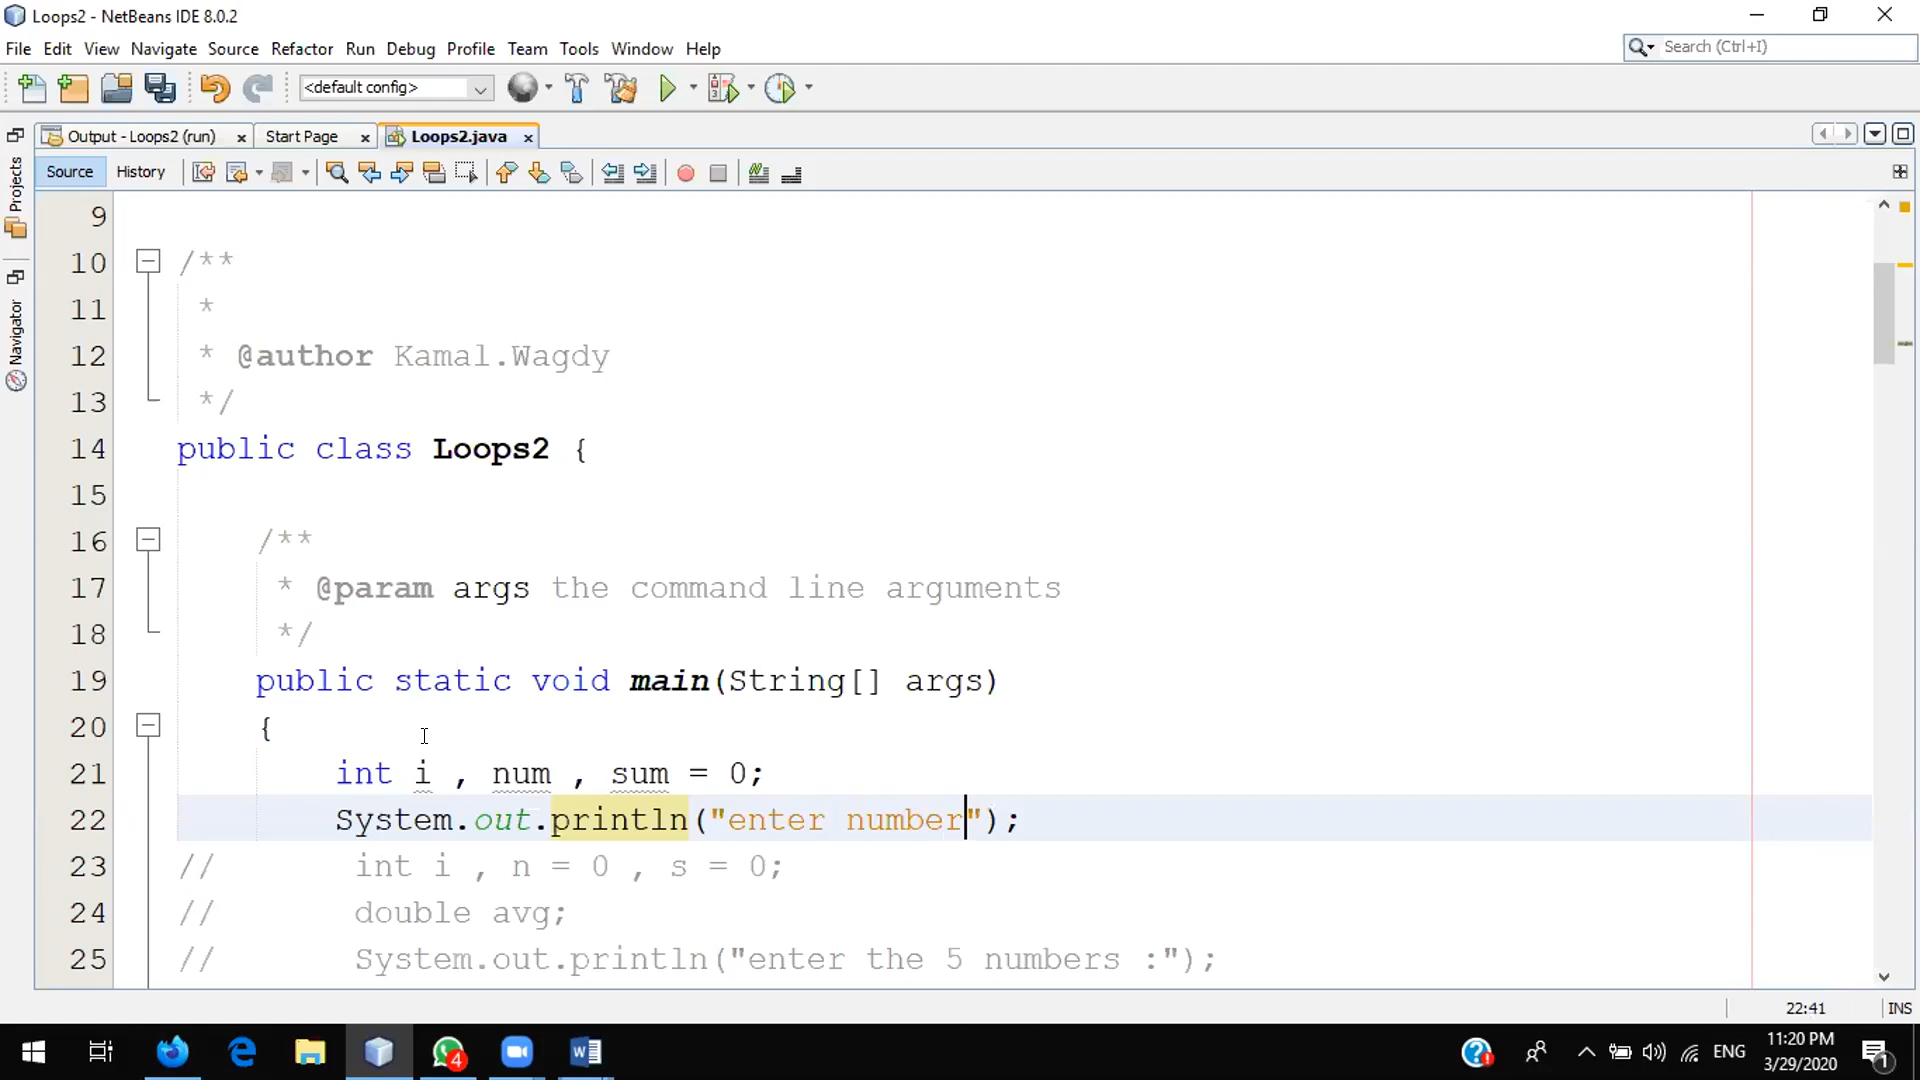 Loops2 - NetBeans IDE 8.0.2
File Edit View Navigate Source Refactor Run Debug Profile Team Tools Window Help
Search (Ctrl+I)
<default config>
Output - Loops2 (run) x Start Page x Loops2.java x
Source History
Projects
Navigator
9
10 /**
11 *
12 * @author Kamal.Wagdy
13 */
14 public class Loops2 {
15
16 /**
17 * @param args the command line arguments
18 */
19 public static void main(String[] args)
20 {
21 int i , num , sum = 0;
22 System.out.println("enter number");
23 // int i , n = 0 , s = 0;
24 // double avg;
25 // System.out.println("enter the 5 numbers :");
22:41 INS
4
ENG
11:20 PM
3/29/2020
1